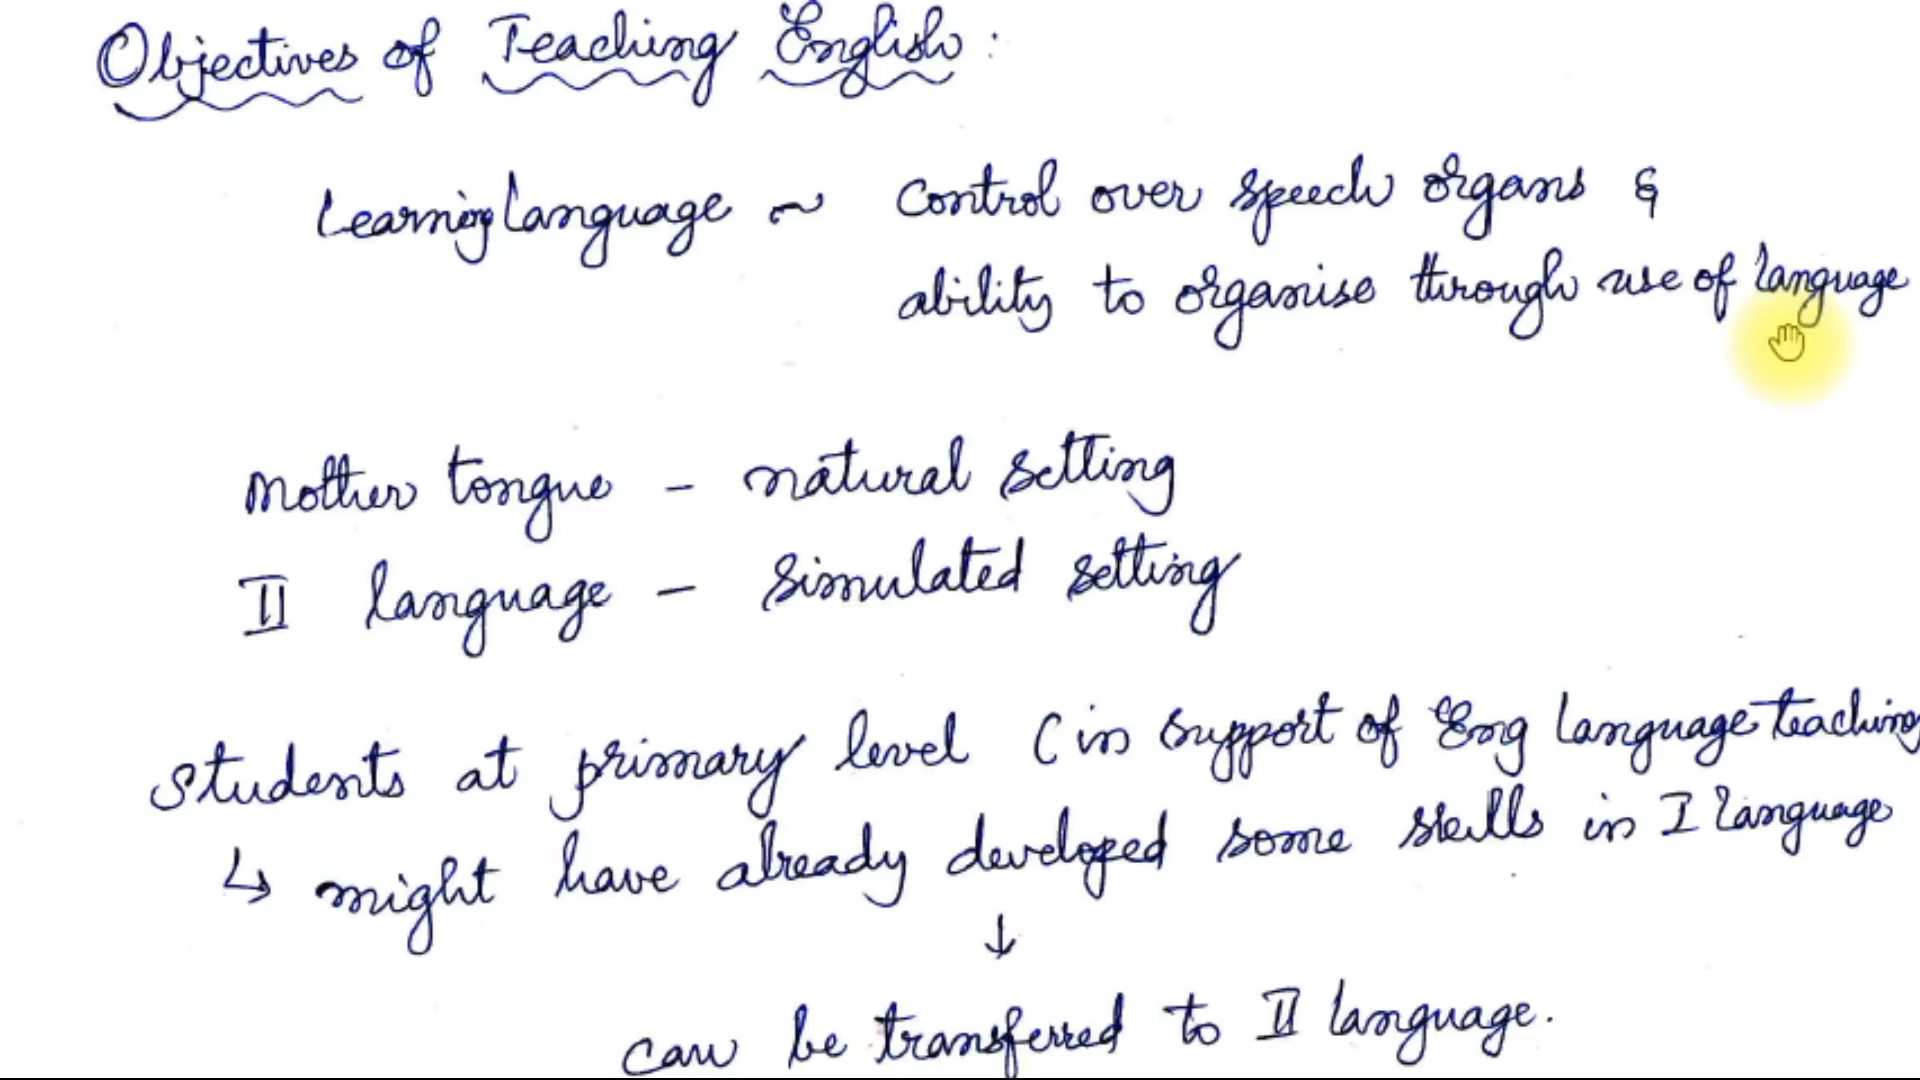 Objectives of Teaching English:
Learning Language ~ Control over speech organs &
ability to organise through use of language
Mother tongue - natural setting
II language - simulated setting
Students at primary level (in support of Eng Language teaching
↳ might have already developed some skills in I language
↓
can be transferred to II language.